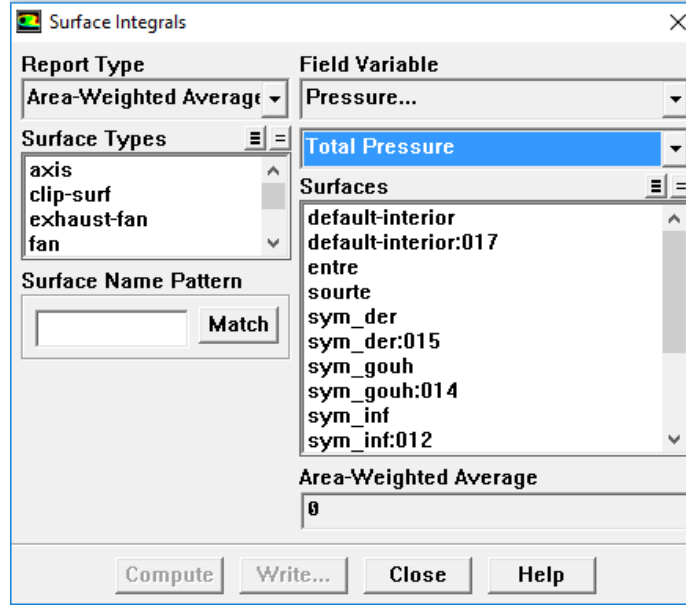 Surface Integrals
Report Type
Area-Weighted Average
Surface Types
axis
clip-surf
exhaust-fan
fan
Surface Name Pattern
Match
Field Variable
Pressure...
Total Pressure
Surfaces
default-interior
default-interior:017
entre
sourte
sym_der
sym_der:015
sym_gouh
sym_gouh:014
sym_inf
sym_inf:012
Area-Weighted Average
0
Compute
Write...
Close
Help